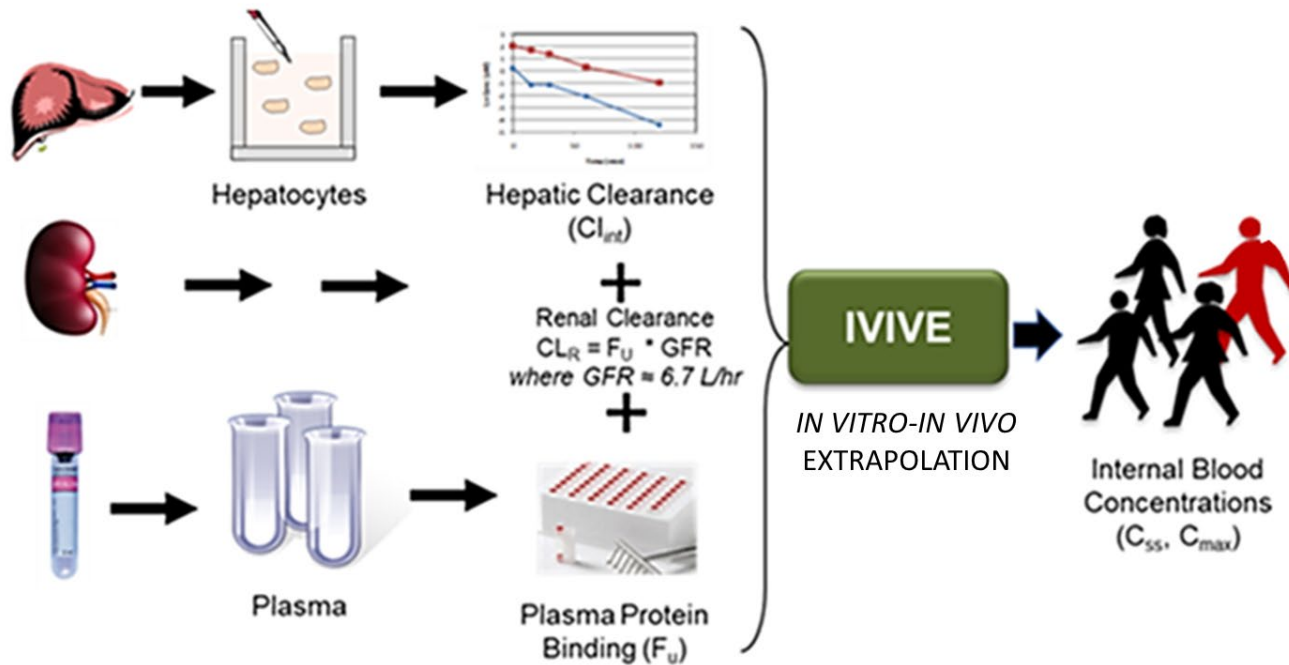 Hepatocytes
Hepatic Clearance
(Cl_int)
Renal Clearance
CL_R = F_U * GFR
where GFR ≈ 6.7 L/hr
Plasma
Plasma Protein
Binding (F_u)
IVIVE
IN VITRO-IN VIVO
EXTRAPOLATION
Internal Blood
Concentrations
(C_ss, C_max)